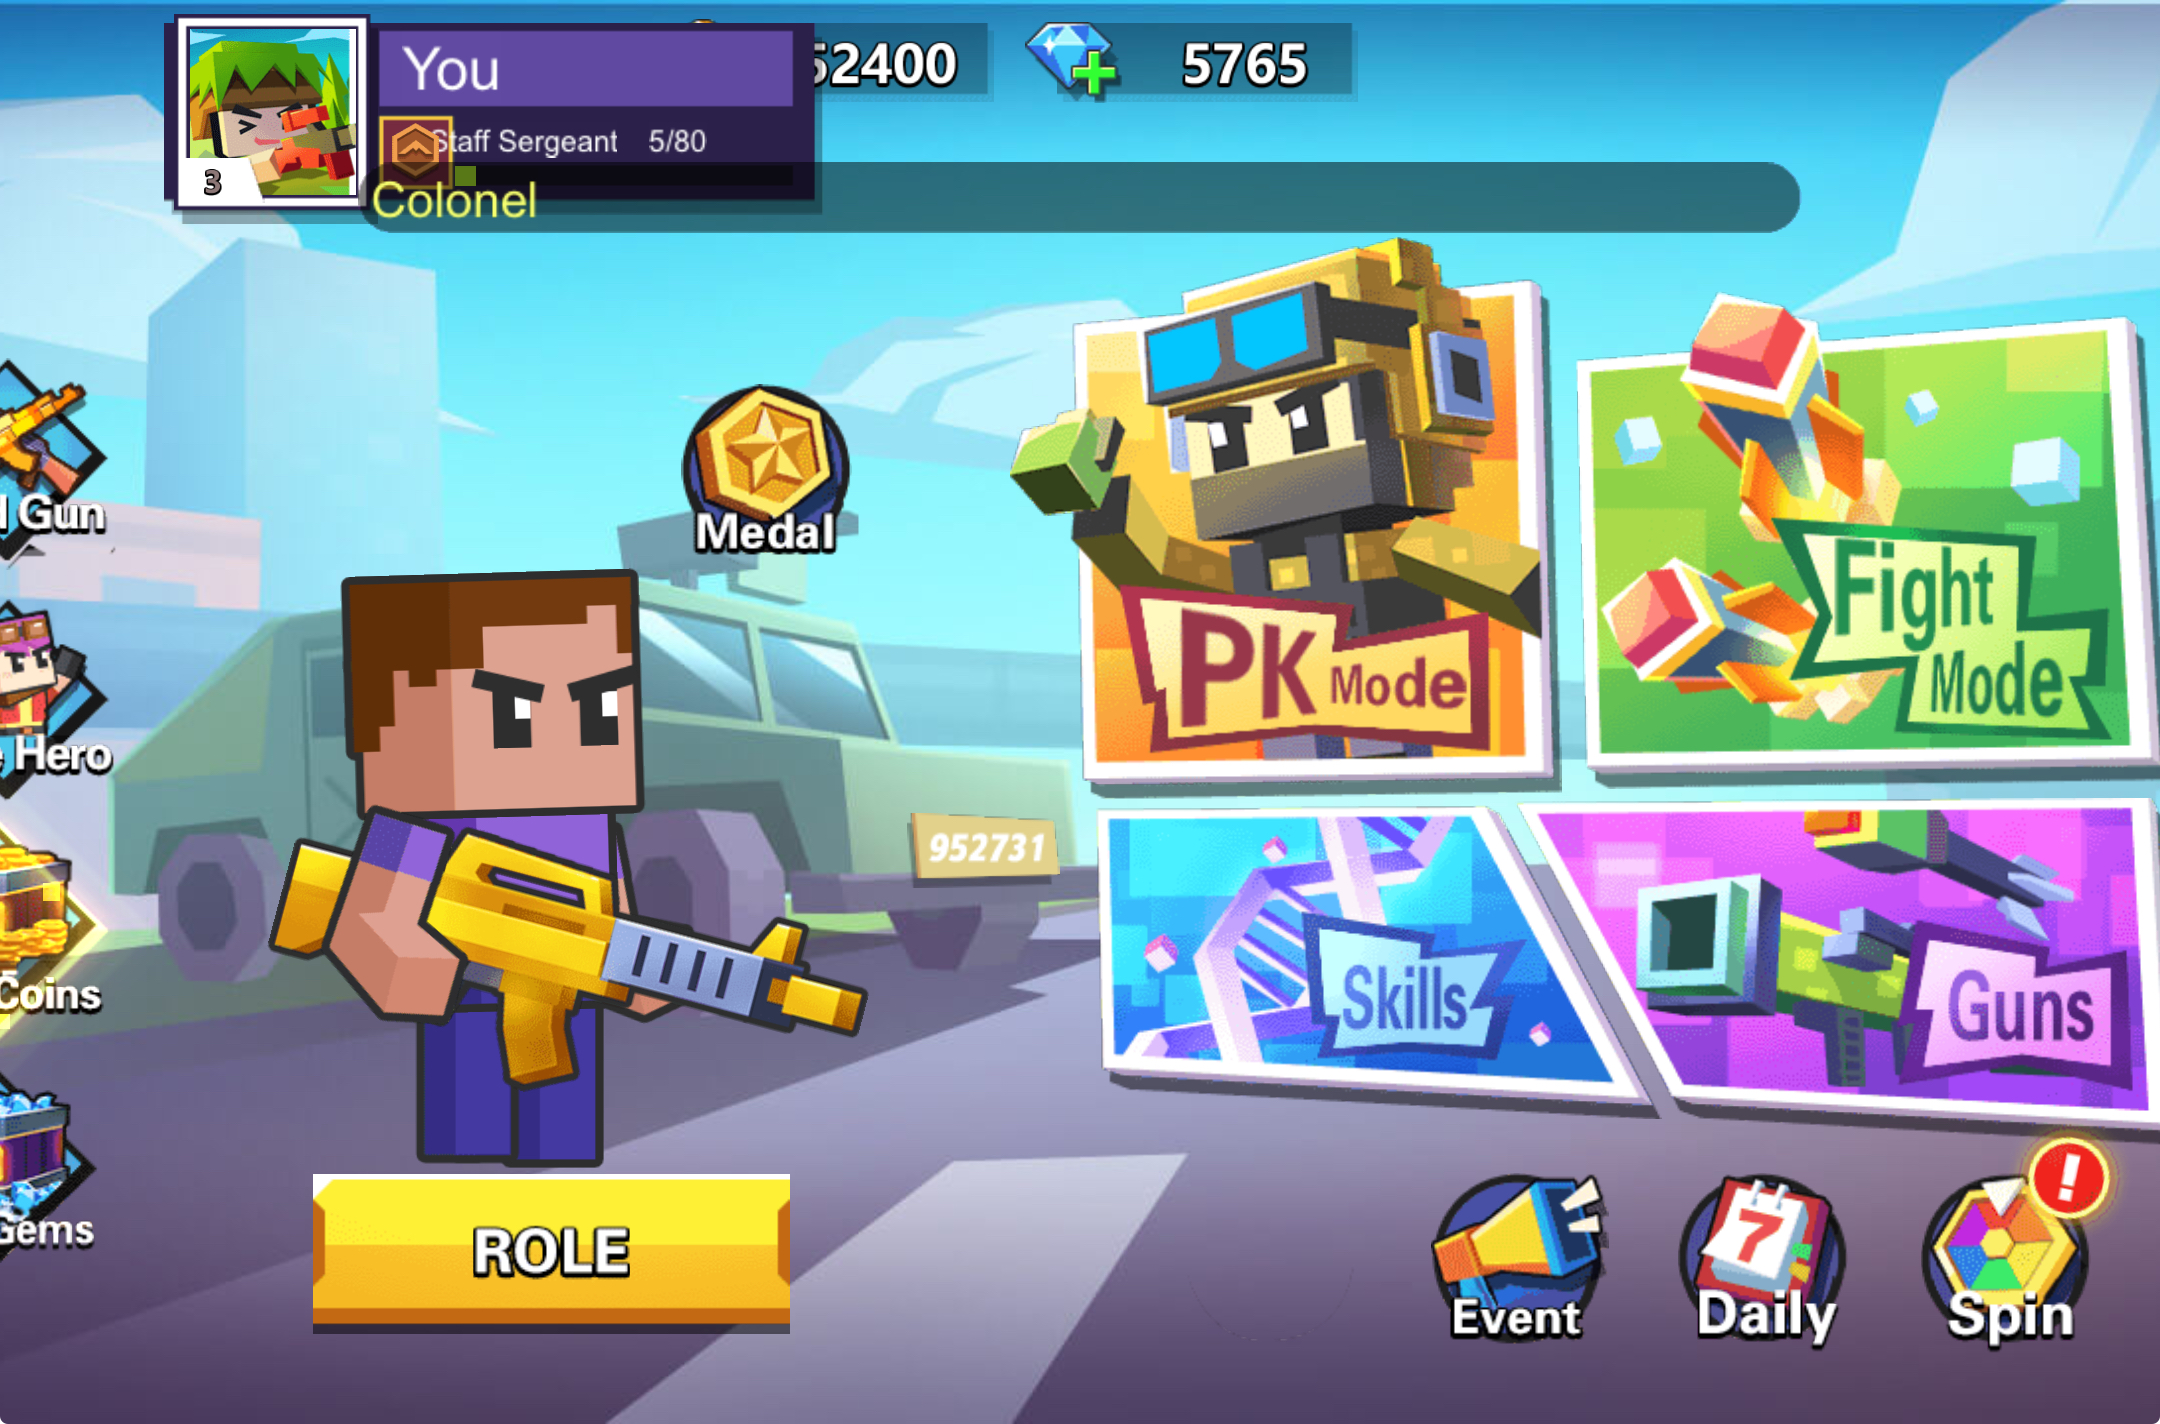 You
52400
5765
Staff Sergeant 5/80
3
Colonel
Gun
Medal
PK Mode
Fight
Mode
Hero
952731
Skills
Guns
Coins
7
Gems
ROLE
!
Event
Daily
Spin